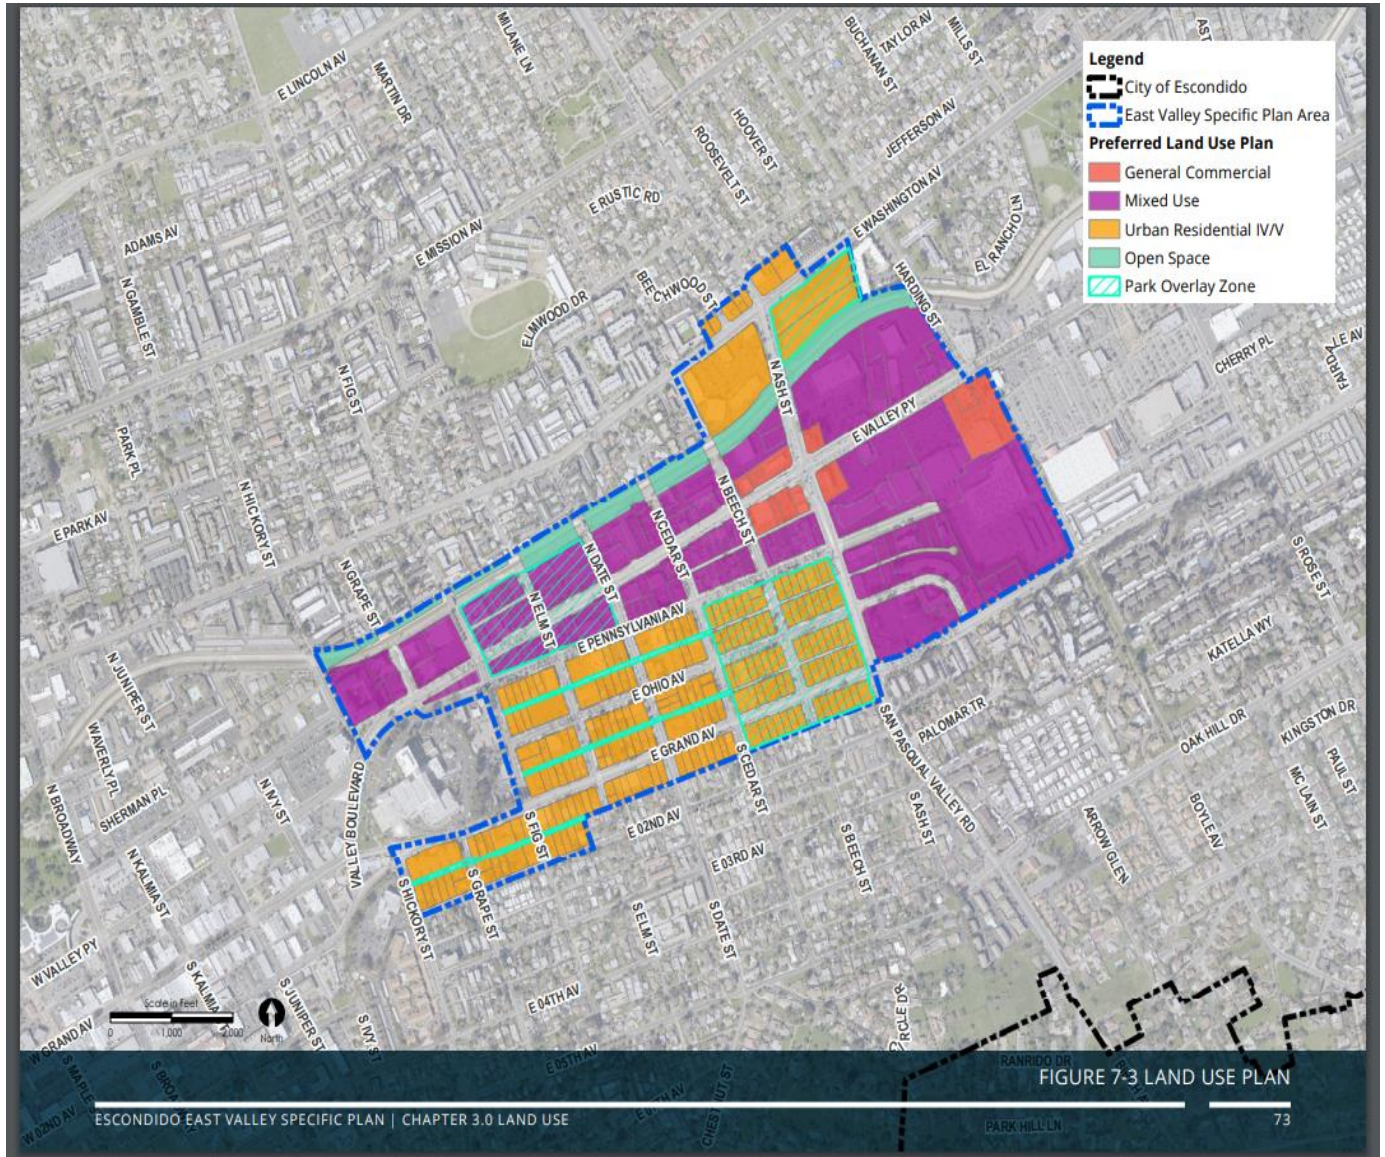 MILANE LN
BUCHANAN ST
TAYLOR AV
MILLS ST
AST
E LINCOLN AV
MARTIN DR
Legend
City of Escondido
East Valley Specific Plan Area
Preferred Land Use Plan
General Commercial
Mixed Use
Urban Residential IV/V
Open Space
Park Overlay Zone
HOOVER ST
ROOSEVELT ST
JEFFERSON AV
E RUSTIC RD
E WASHINGTON AV
EL RANCHO LN
ADAMS AV
E MISSION AV
N GAMBLE ST
BEECHWOOD ST
HARDING ST
ELMWOOD DR
CHERRY PL
LE AV
N FIG ST
N ASH ST
E VALLEY PY
PARK PL
N HICKORY ST
N BEECH ST
E PARK AV
N CEDAR ST
N DATE ST
S ROSE ST
N GRAPE ST
N ELM ST
E PENNSYLVANIA AV
KATELLA WY
N JUNIPER ST
E OHIO AV
PALOMAR TR
KINGSTON DR
WAVERLY PL
E GRAND AV
SAN PASQUAL VALLEY RD
OAK HILL DR
PAUL ST
N BROADWAY
SHERMAN PL
N IVY ST
VALLEY BOULEVARD
S CEDAR ST
S ASH ST
BOYLE AV
MC LAIN ST
E 02ND AV
ARROW GLEN
S FIG ST
E 03RD AV
S BEECH ST
N KALMIA ST
S HICKORY ST
S GRAPE ST
S ELM ST
S DATE ST
W VALLEY PY
S KALMIA
S JUNIPER ST
E 04TH AV
RCLE DR
Scale in Feet
0 1,000 2,000
North
W GRAND AV
S IVY ST
S MAPLE
E 05TH AV
RANRIDO DR
FIGURE 7-3 LAND USE PLAN
W 02ND AV
ESCONDIDO EAST VALLEY SPECIFIC PLAN | CHAPTER 3.0 LAND USE
73
PARK HILL LN